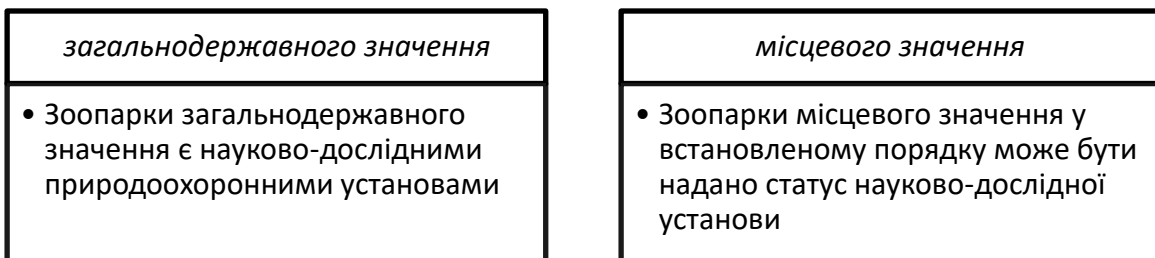 загальнодержавного значення
• Зоопарки загальнодержавного
значення є науково-дослідними
природоохоронними установами
місцевого значення
• Зоопарки місцевого значення у
встановленому порядку може бути
надано статус науково-дослідної
установи